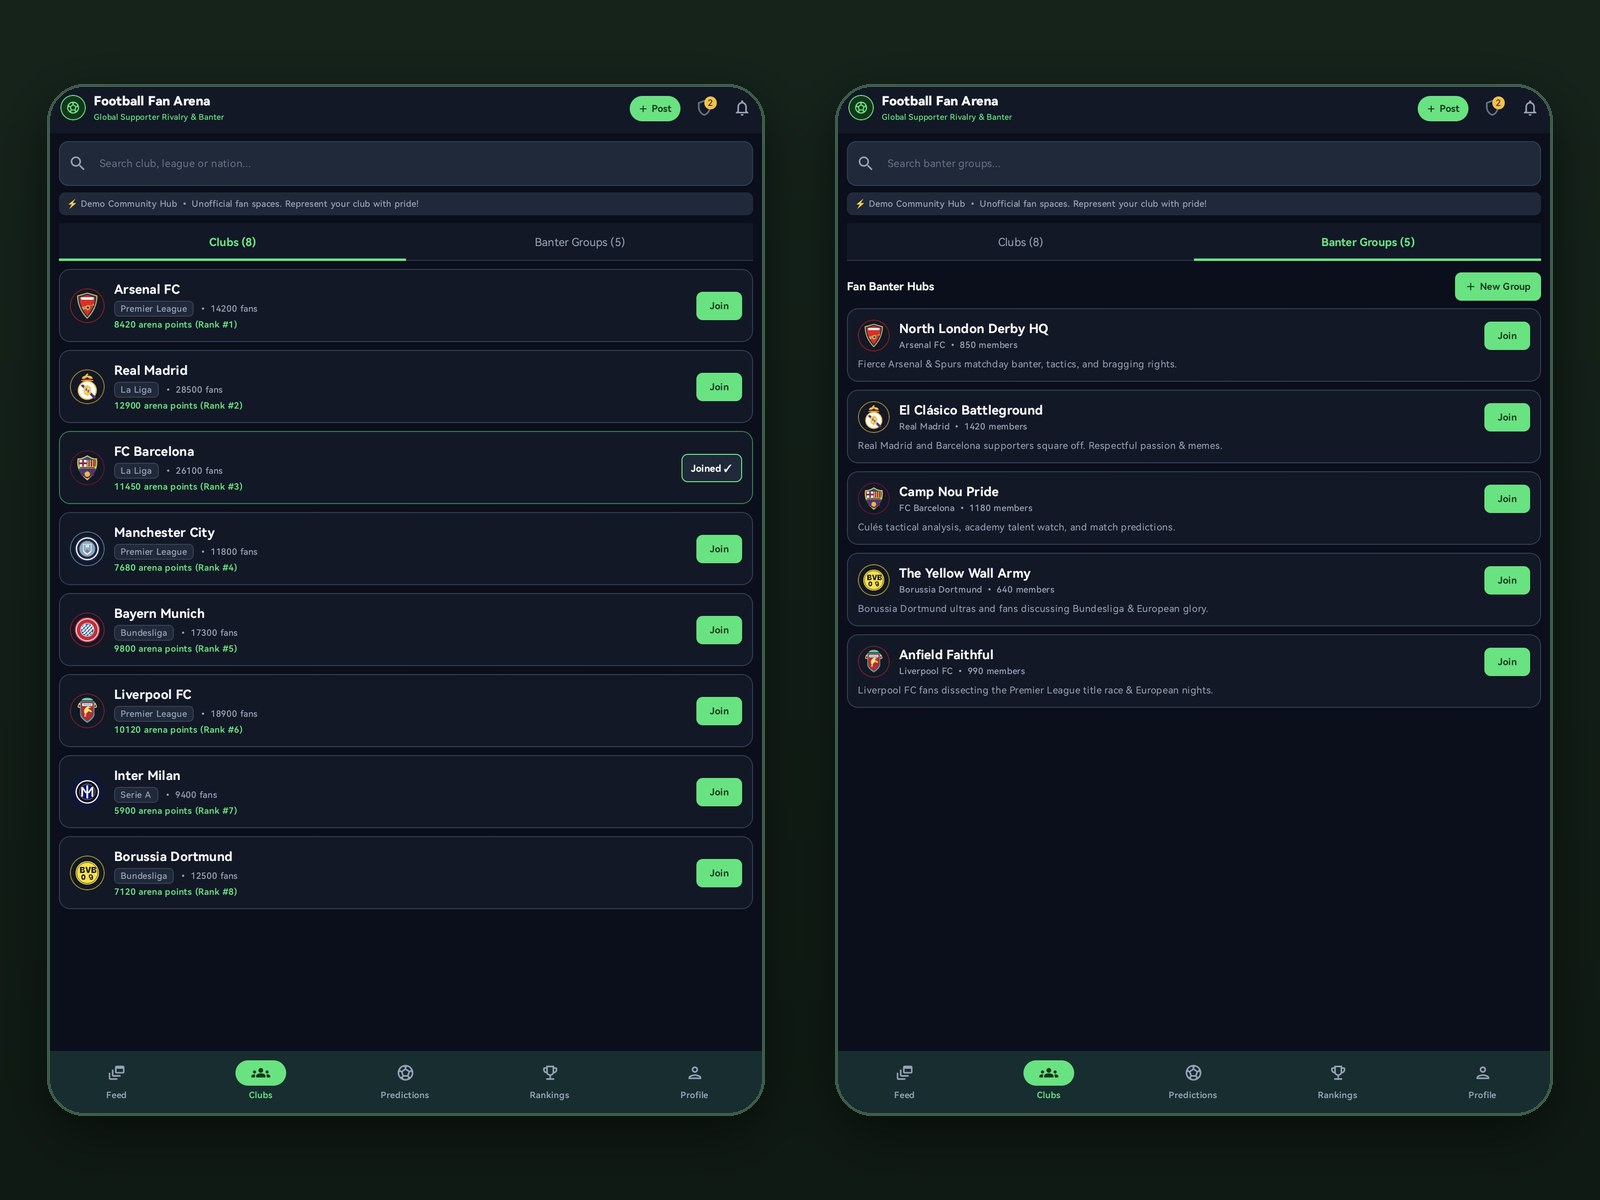 Football Fan Arena
Global Supporter Rivalry & Banter
+ Post
2
Search club, league or nation...
⚡ Demo Community Hub • Unofficial fan spaces. Represent your club with pride!
Clubs (8)
Banter Groups (5)
Arsenal FC
Premier League • 14200 fans
8420 arena points (Rank #1)
Join
Real Madrid
La Liga • 28500 fans
12900 arena points (Rank #2)
Join
FC Barcelona
La Liga • 26100 fans
11450 arena points (Rank #3)
Joined ✓
Manchester City
Premier League • 11800 fans
7680 arena points (Rank #4)
Join
Bayern Munich
Bundesliga • 17300 fans
9800 arena points (Rank #5)
Join
Liverpool FC
Premier League • 18900 fans
10120 arena points (Rank #6)
Join
Inter Milan
Serie A • 9400 fans
5900 arena points (Rank #7)
Join
BVB
09
Borussia Dortmund
Bundesliga • 12500 fans
7120 arena points (Rank #8)
Join
Feed
Clubs
Predictions
Rankings
Profile
Football Fan Arena
Global Supporter Rivalry & Banter
+ Post
2
Search banter groups...
⚡ Demo Community Hub • Unofficial fan spaces. Represent your club with pride!
Clubs (8)
Banter Groups (5)
Fan Banter Hubs
+ New Group
North London Derby HQ
Arsenal FC • 850 members
Join
Fierce Arsenal & Spurs matchday banter, tactics, and bragging rights.
El Clásico Battleground
Real Madrid • 1420 members
Join
Real Madrid and Barcelona supporters square off. Respectful passion & memes.
Camp Nou Pride
FC Barcelona • 1180 members
Join
Culés tactical analysis, academy talent watch, and match predictions.
BVB
09
The Yellow Wall Army
Borussia Dortmund • 640 members
Join
Borussia Dortmund ultras and fans discussing Bundesliga & European glory.
Anfield Faithful
Liverpool FC • 990 members
Join
Liverpool FC fans dissecting the Premier League title race & European nights.
Feed
Clubs
Predictions
Rankings
Profile